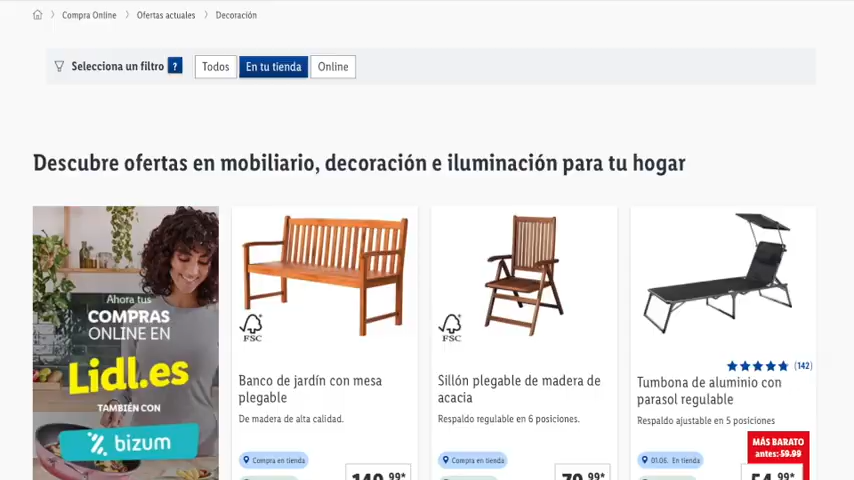 Compra Online
Ofertas actuales
Decoración
Selecciona un filtro ?
Todos
En tu tienda
Online
Descubre ofertas en mobiliario, decoración e iluminación para tu hogar
Ahora tus
COMPRAS
ONLINE EN
Lidl.es
TAMBIÉN CON
bizum
FSC
Banco de jardín con mesa
plegable
De madera de alta calidad.
Compra en tienda
FSC
Sillón plegable de madera de
acacia
Respaldo regulable en 6 posiciones.
Compra en tienda
(142)
Tumbona de aluminio con
parasol regulable
Respaldo ajustable en 5 posiciones
MÁS BARATO
antes: 59.99
01.06. En tienda